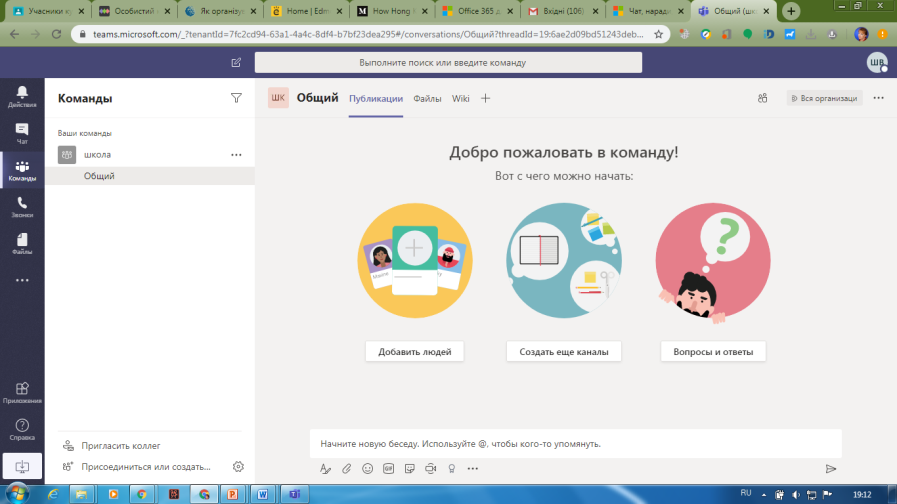 Учасники ку
Особистий
Як організу
Home | Edm
How Hong
Office 365 д
Вхідні (106)
Чат, нарад
Общий (шк
teams.microsoft.com/_?tenantId=7fc2cd94-63a1-4a4c-8df4-b7bf23dea295#/conversations/Общий?threadId=19:6ae2d09bd51243deb...
Выполните поиск или введите команду
ШВ
Действия
Чат
Команды
Звонки
Файлы
Приложения
Справка
Команды
Ваши команды
школа
Общий
Пригласить коллег
Присоединиться или создать...
ШК Общий Публикации Файлы Wiki
Вся организаци
Добро пожаловать в команду!
Вот с чего можно начать:
Добавить людей
Создать еще каналы
Вопросы и ответы
Начните новую беседу. Используйте @, чтобы кого-то упомянуть.
GIF
RU
19:12